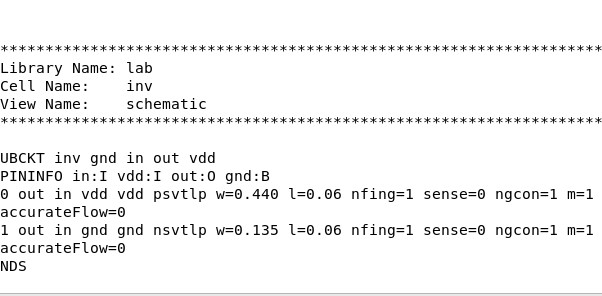 ********************************************************************
Library Name: lab
Cell Name:    inv
View Name:    schematic
********************************************************************
UBCKT inv gnd in out vdd
PININFO in:I vdd:I out:O gnd:B
0 out in vdd vdd psvtlp w=0.440 l=0.06 nfing=1 sense=0 ngcon=1 m=1
accurateFlow=0
1 out in gnd gnd nsvtlp w=0.135 l=0.06 nfing=1 sense=0 ngcon=1 m=1
accurateFlow=0
NDS